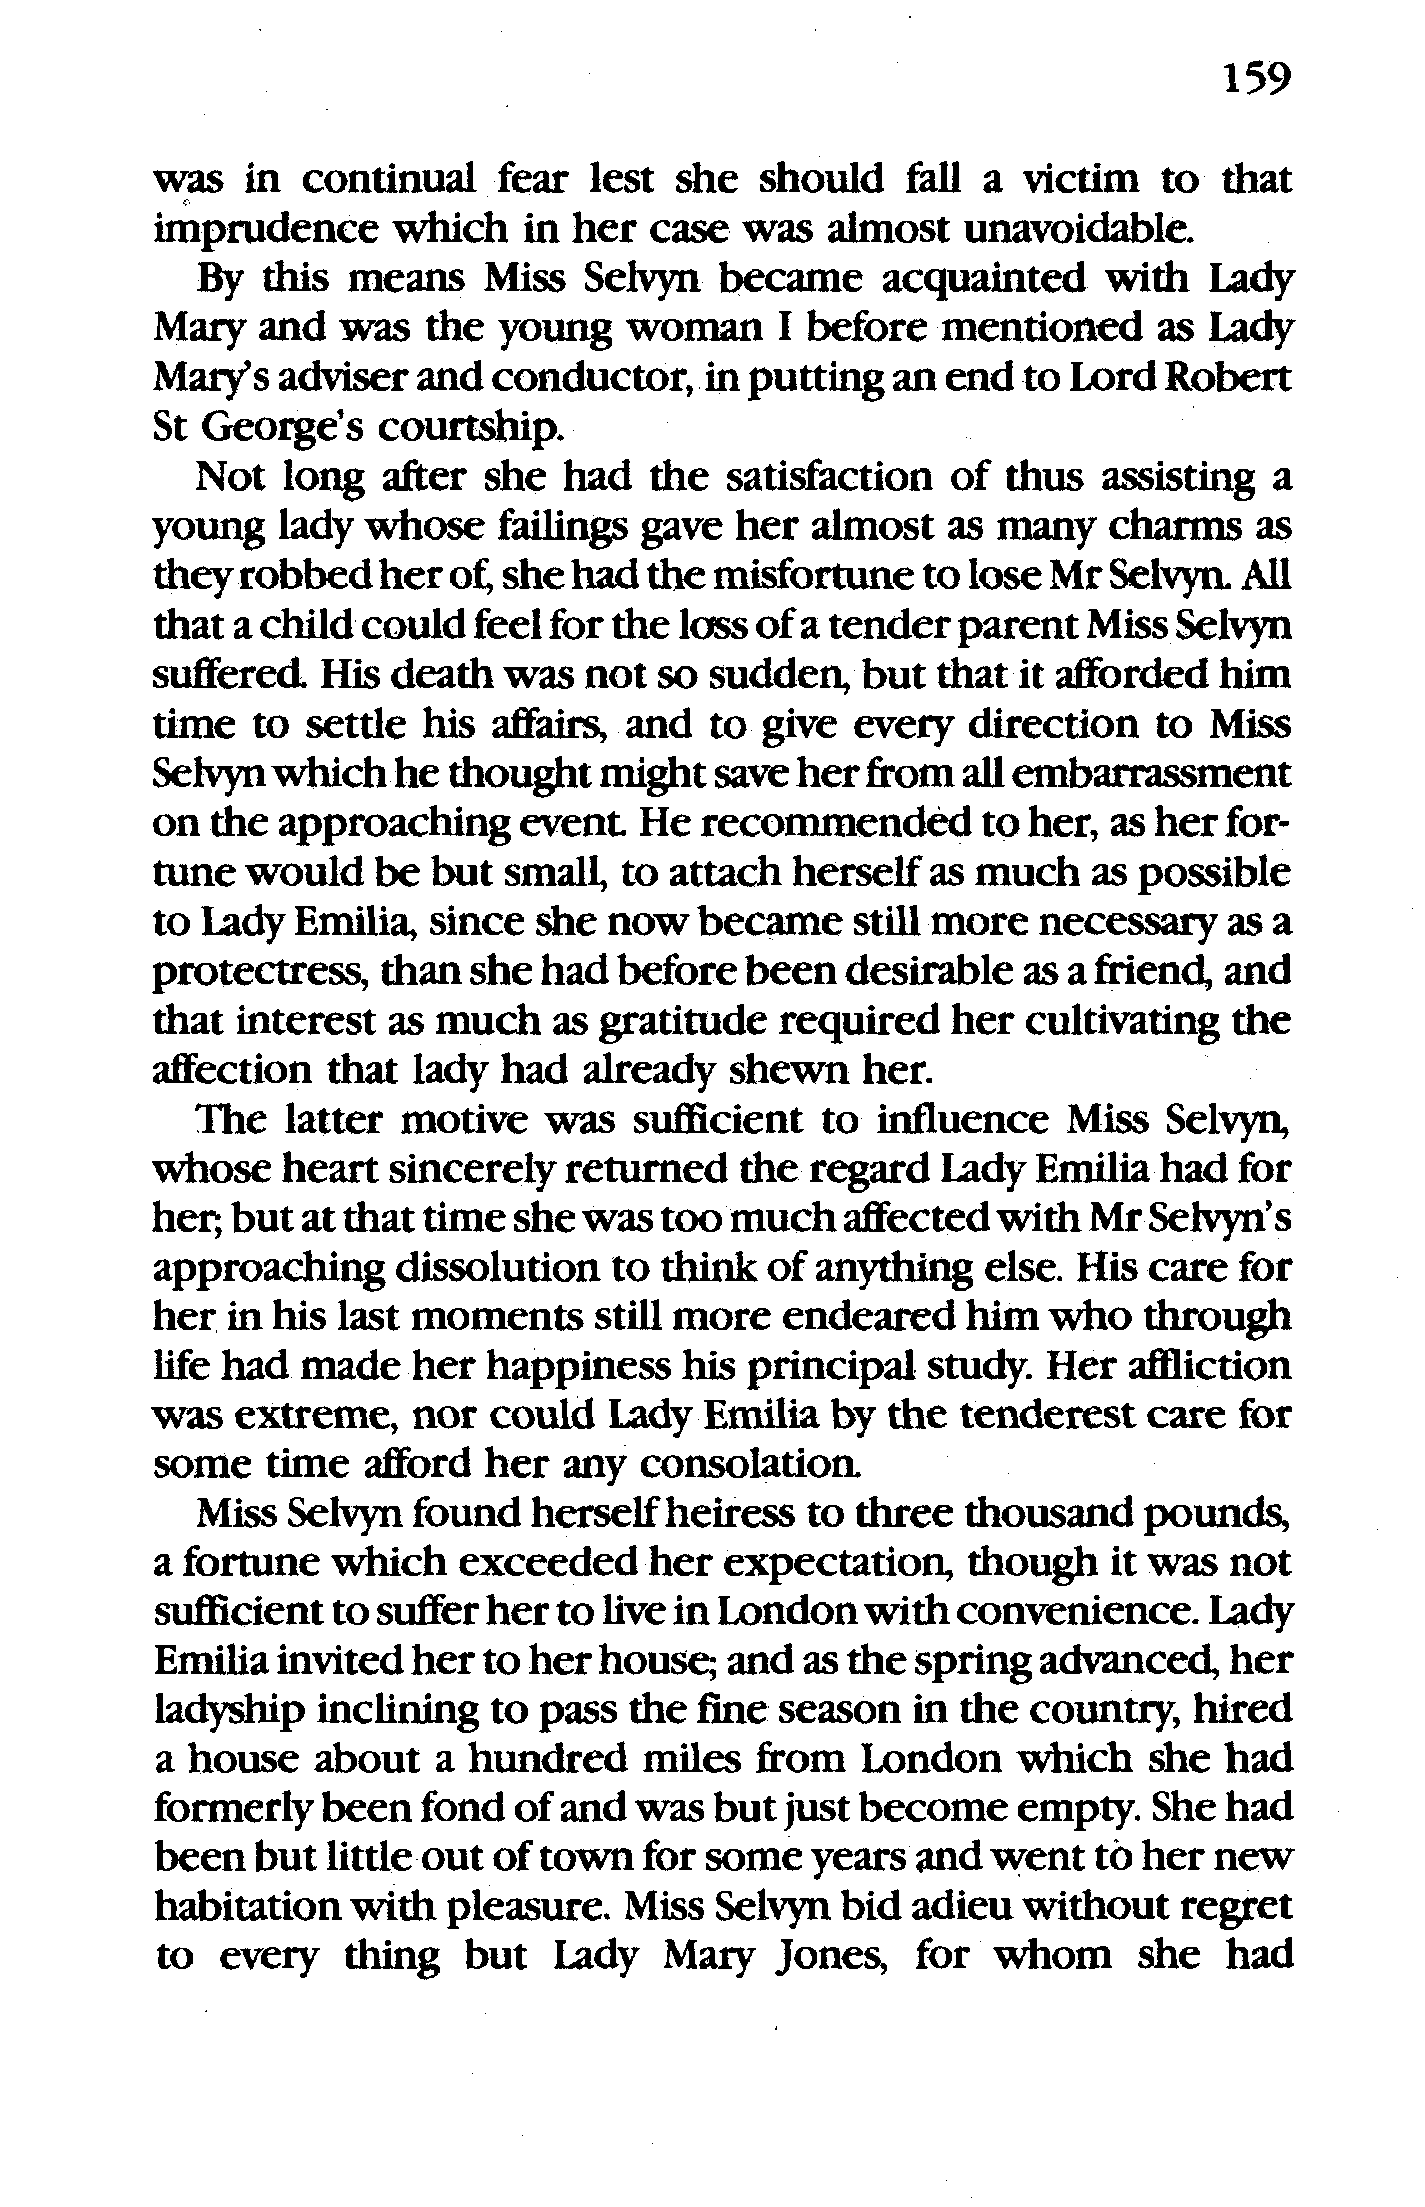 159
was in continual fear lest she should fall a victim to that
imprudence which in her case was almost unavoidable.
By this means Miss Selvyn became acquainted with Lady
Mary and was the young woman I before mentioned as Lady
Mary's adviser and conductor, in putting an end to Lord Robert
St George's courtship.
Not long after she had the satisfaction of thus assisting a
young lady whose failings gave her almost as many charms as
they robbed her of, she had the misfortune to lose Mr Selvyn. All
that a child could feel for the loss of a tender parent Miss Selvyn
suffered. His death was not so sudden, but that it afforded him
time to settle his affairs, and to give every direction to Miss
Selvyn which he thought might save her from all embarrassment
on the approaching event. He recommended to her, as her for-
tune would be but small, to attach herself as much as possible
to Lady Emilia, since she now became still more necessary as a
protectress, than she had before been desirable as a friend, and
that interest as much as gratitude required her cultivating the
affection that lady had already shewn her.
The latter motive was sufficient to influence Miss Selvyn,
whose heart sincerely returned the regard Lady Emilia had for
her; but at that time she was too much affected with Mr Selvyn's
approaching dissolution to think of anything else. His care for
her in his last moments still more endeared him who through
life had made her happiness his principal study. Her affliction
was extreme, nor could Lady Emilia by the tenderest care for
some time afford her any consolation.
Miss Selvyn found herself heiress to three thousand pounds,
a fortune which exceeded her expectation, though it was not
sufficient to suffer her to live in London with convenience. Lady
Emilia invited her to her house; and as the spring advanced, her
ladyship inclining to pass the fine season in the country, hired
a house about a hundred miles from London which she had
formerly been fond of and was but just become empty. She had
been but little out of town for some years and went to her new
habitation with pleasure. Miss Selvyn bid adieu without regret
to every thing but Lady Mary Jones, for whom she had